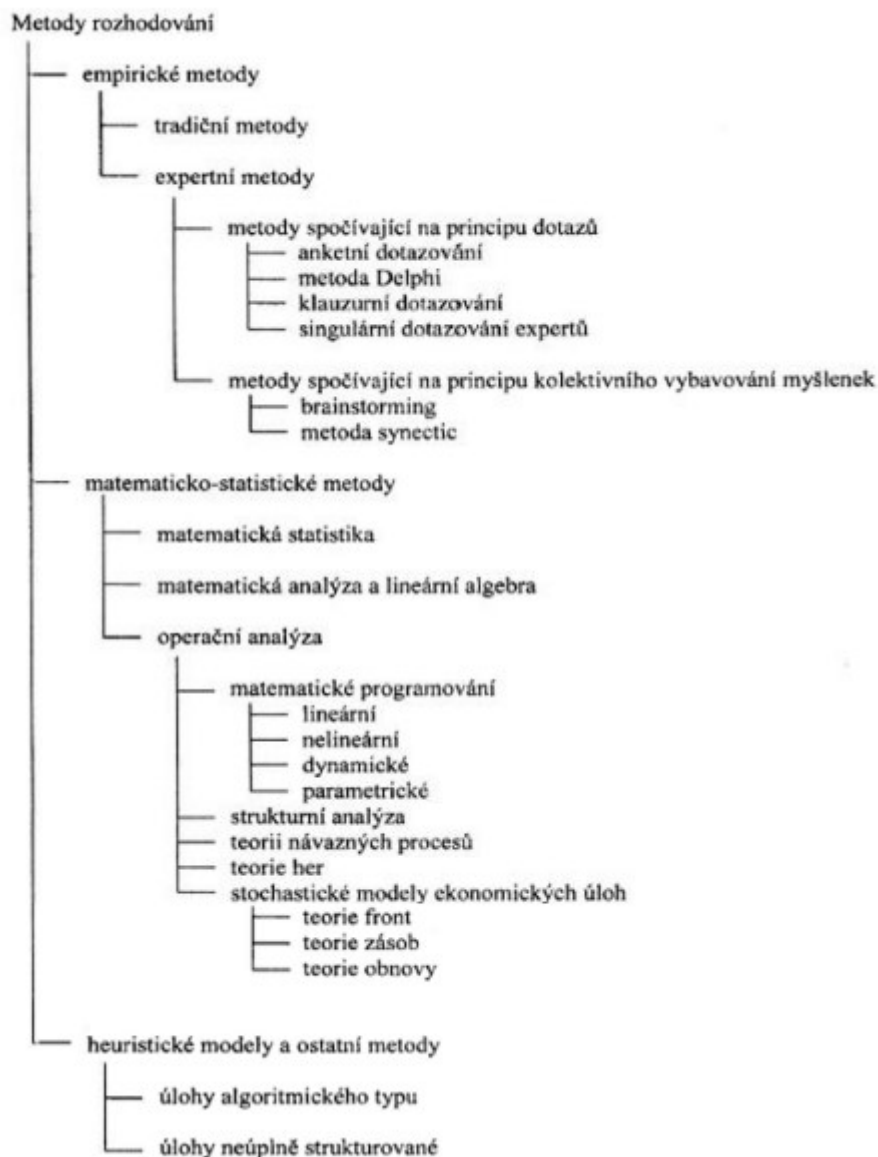 Metody rozhodování
empirické metody
tradiční metody
expertní metody
metody spočívající na principu dotazů
anketní dotazování
metoda Delphi
klauzurní dotazování
singulární dotazování expertů
metody spočívající na principu kolektivního vybavování myšlenek
brainstorming
metoda synectic
matematicko-statistické metody
matematická statistika
matematická analýza a lineární algebra
operační analýza
matematické programování
lineární
nelineární
dynamické
parametrické
strukturní analýza
teorii návazných procesů
teorie her
stochastické modely ekonomických úloh
teorie front
teorie zásob
teorie obnovy
heuristické modely a ostatní metody
úlohy algoritmického typu
úlohy neúplně strukturované